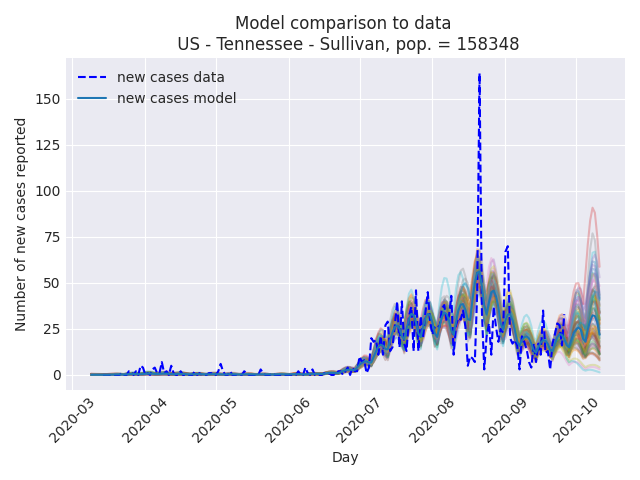 Model comparison to data
US - Tennessee - Sullivan, pop. = 158348
new cases data
new cases model
Number of new cases reported
150
125
100
75
50
25
0
2020-03
2020-04
2020-05
2020-06
2020-07
2020-08
2020-09
2020-10
Day